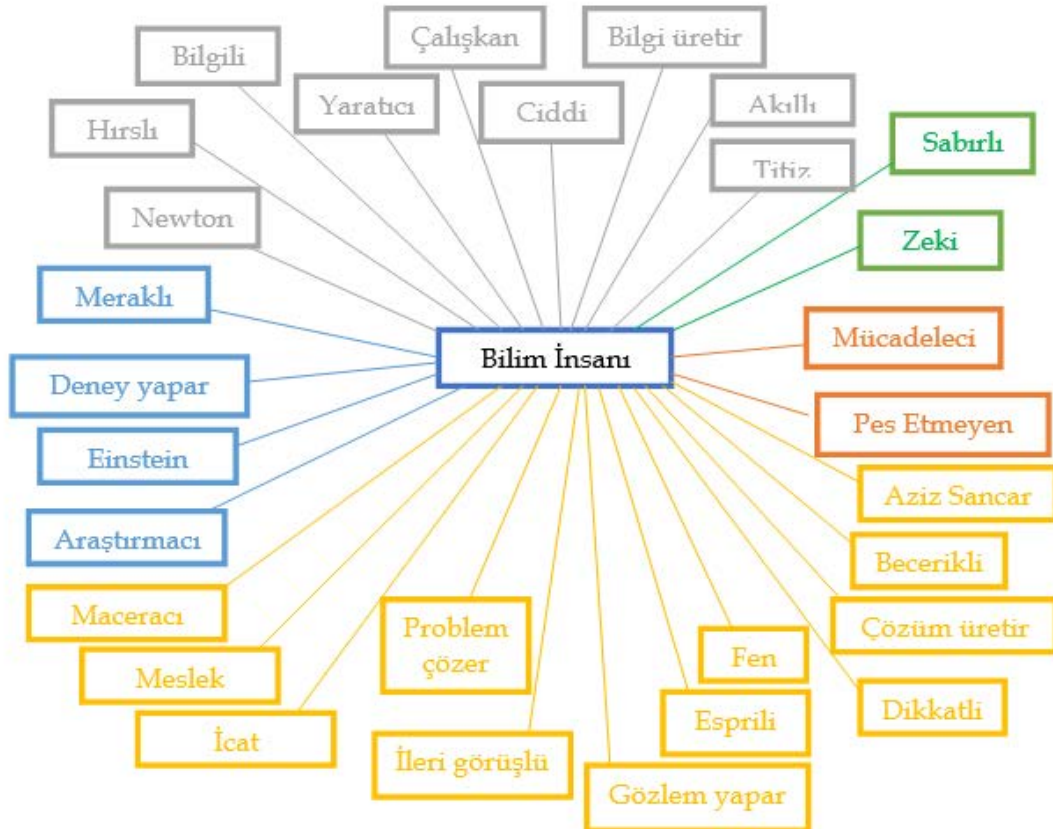 Çalışkan
Bilgi üretir
Bilgili
Yaratıcı
Ciddi
Akıllı
Hırslı
Sabırlı
Titiz
Newton
Zeki
Meraklı
Mücadeleci
Bilim İnsanı
Deney yapar
Pes Etmeyen
Einstein
Aziz Sancar
Araştırmacı
Becerikli
Maceracı
Problem
çözer
Çözüm üretir
Fen
Meslek
Esprili
Dikkatli
İcat
İleri görüşlü
Gözlem yapar